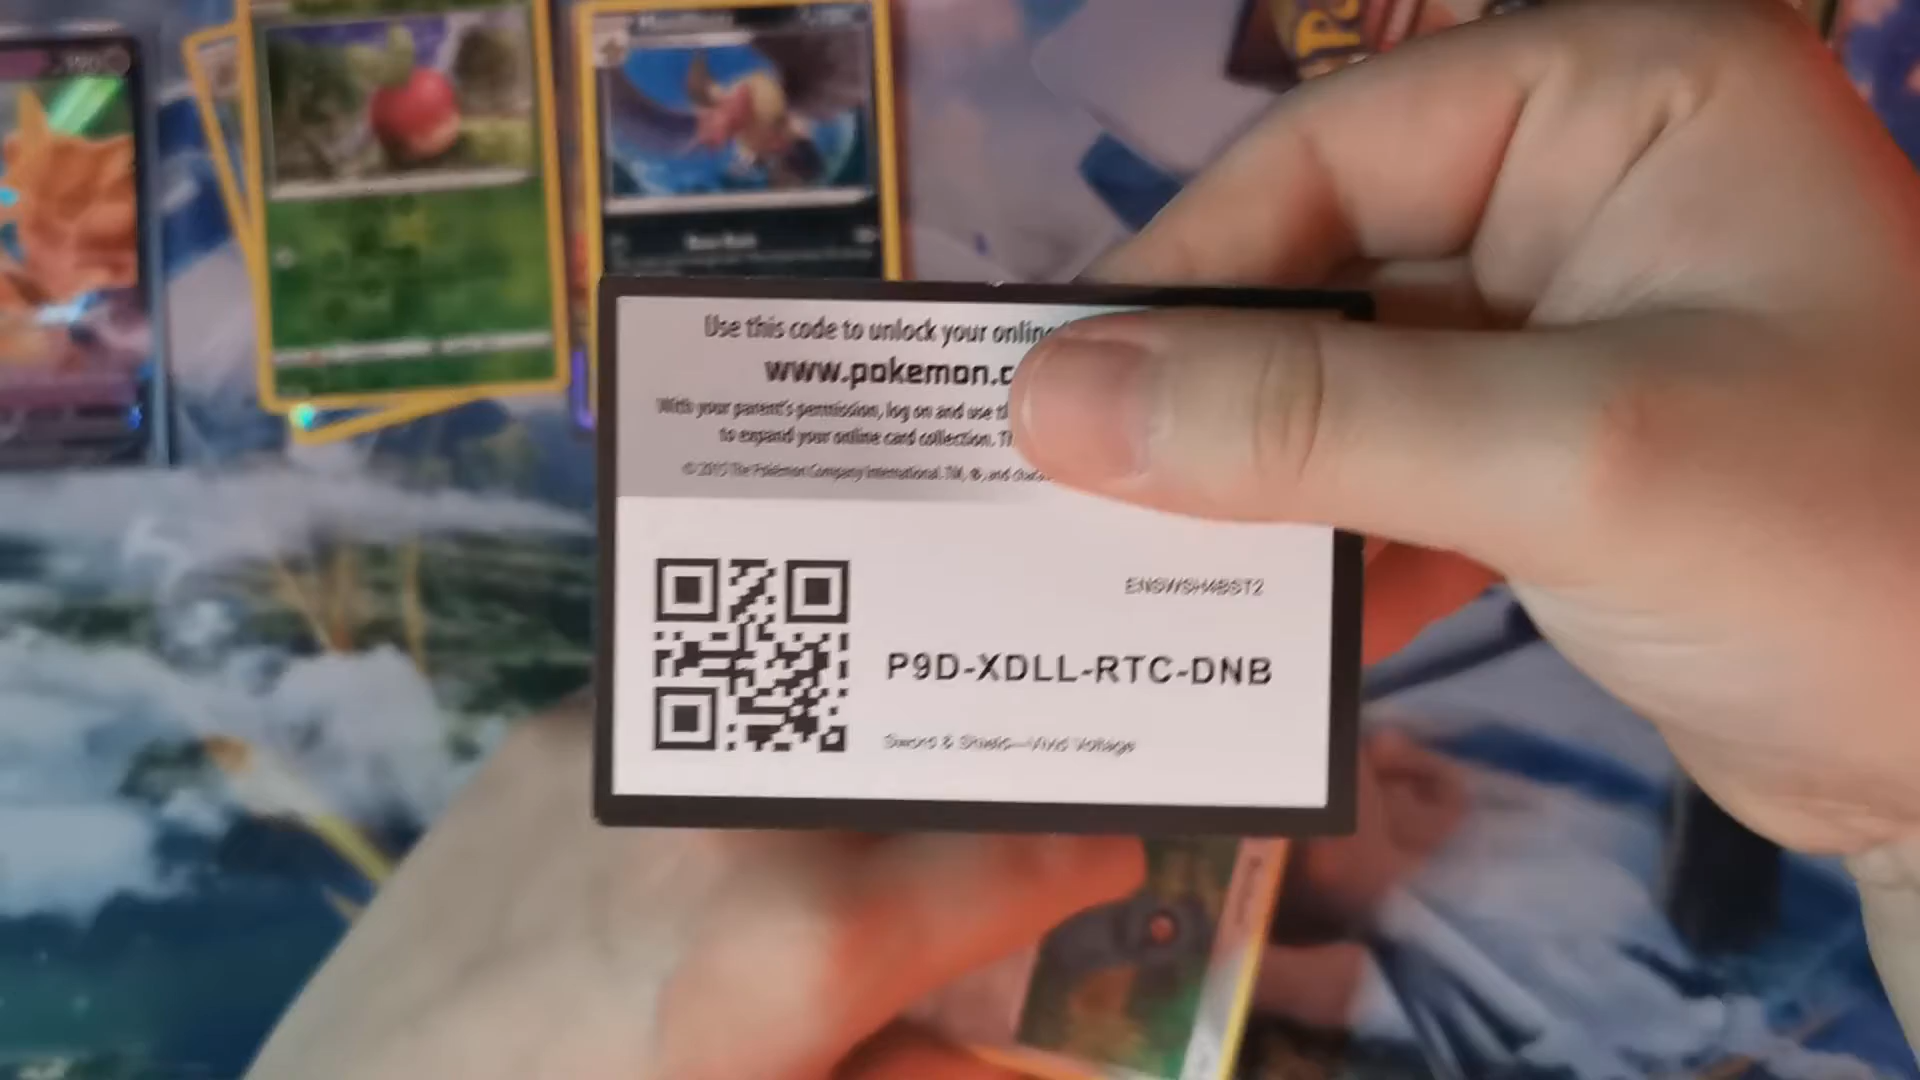 Use this code to unlock your online
www.pokemon.c
With your parent's permission, log on and use t
to expand your online card collection. T
The Pokémon Company International. TM, ®, and
ENSWSH4BST2
P9D-XDLL-RTC-DNB
Sword & Shield—Vivid Voltage